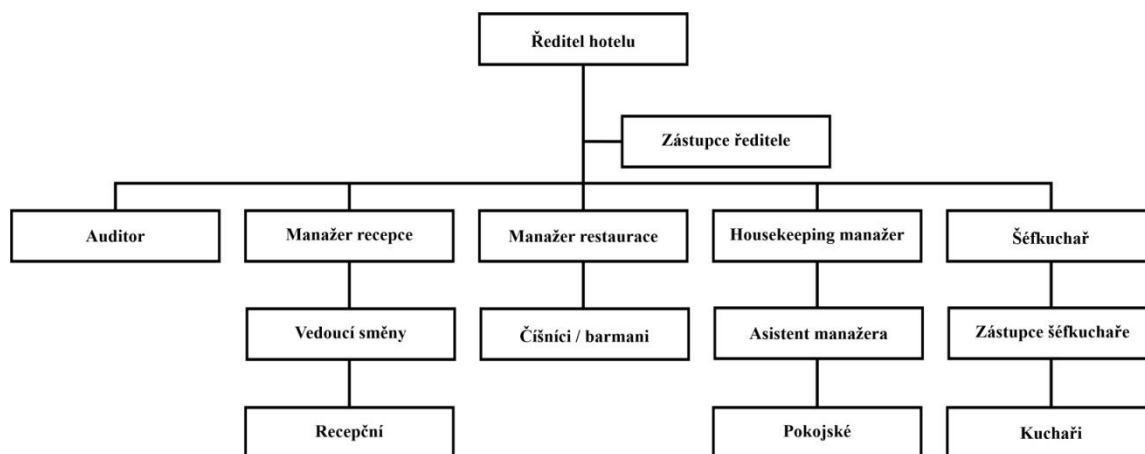 Ředitel hotelu
Zástupce ředitele
Auditor
Manažer recepce
Manažer restaurace
Housekeeping manažer
Šéfkuchař
Vedoucí směny
Číšníci / barmani
Asistent manažera
Zástupce šéfkuchaře
Recepční
Pokojské
Kuchaři